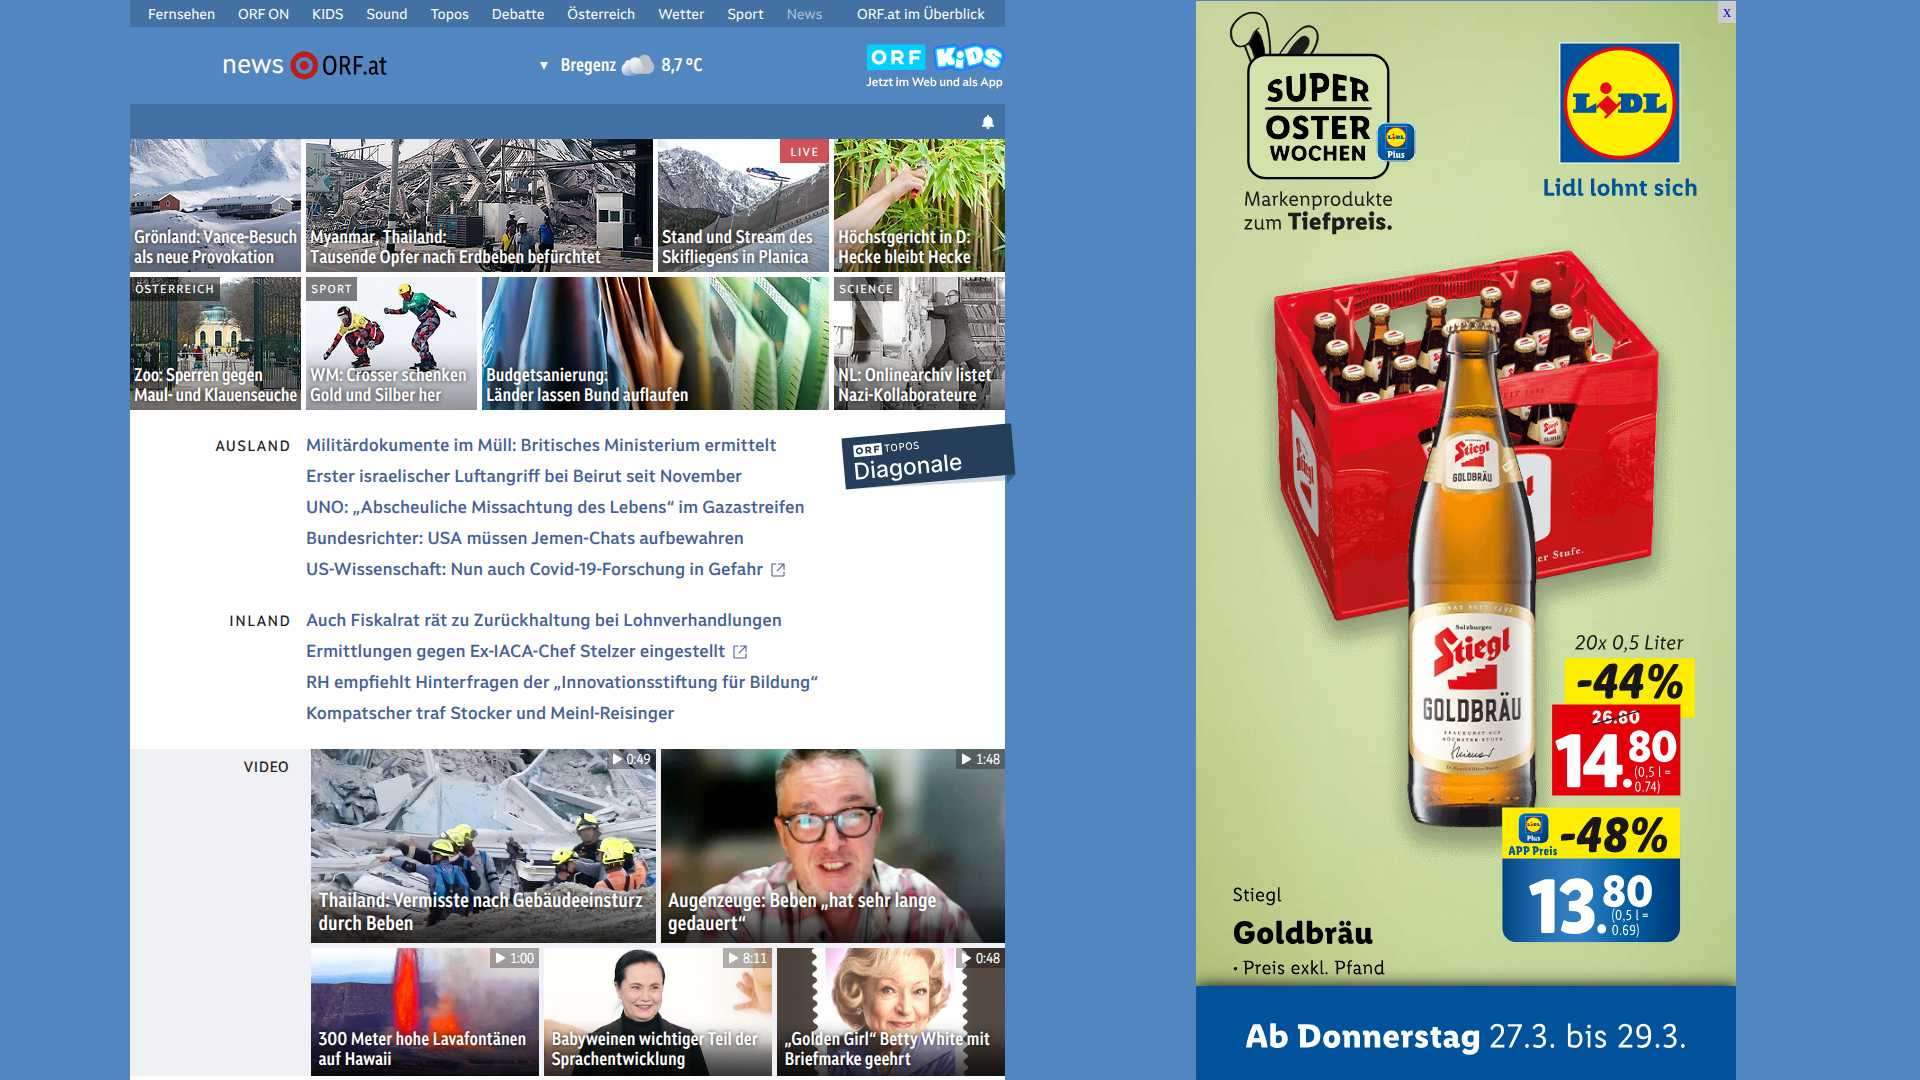 Fernsehen ORF ON KIDS Sound Topos Debatte Österreich Wetter Sport News ORF.at im Überblick
news ORF.at
▼ Bregenz 8,7 °C
ORF KiDS
Jetzt im Web und als App
Grönland: Vance-Besuch
als neue Provokation
Myanmar, Thailand:
Tausende Opfer nach Erdbeben befürchtet
LIVE
Stand und Stream des
Skifliegens in Planica
Höchstgericht in D:
Hecke bleibt Hecke
ÖSTERREICH
Zoo: Sperren gegen
Maul- und Klauenseuche
SPORT
WM: Crosser schenken
Gold und Silber her
Budgetsanierung:
Länder lassen Bund auflaufen
SCIENCE
NL: Onlinearchiv listet
Nazi-Kollaborateure
AUSLAND
Militärdokumente im Müll: Britisches Ministerium ermittelt
Erster israelischer Luftangriff bei Beirut seit November
UNO: „Abscheuliche Missachtung des Lebens“ im Gazastreifen
Bundesrichter: USA müssen Jemen-Chats aufbewahren
US-Wissenschaft: Nun auch Covid-19-Forschung in Gefahr
ORF TOPOS
Diagonale
INLAND
Auch Fiskalrat rät zu Zurückhaltung bei Lohnverhandlungen
Ermittlungen gegen Ex-IACA-Chef Stelzer eingestellt
RH empfiehlt Hinterfragen der „Innovationsstiftung für Bildung“
Kompatscher traf Stocker und Meinl-Reisinger
VIDEO
0:49
Thailand: Vermisste nach Gebäudeeinsturz
durch Beben
1:48
Augenzeuge: Beben „hat sehr lange
gedauert“
1:00
300 Meter hohe Lavafontänen
auf Hawaii
8:11
Babyweinen wichtiger Teil der
Sprachentwicklung
0:48
„Golden Girl“ Betty White mit
Briefmarke geehrt
x
SUPER
OSTER
WOCHEN
LIDL
Plus
Markenprodukte
zum Tiefpreis.
LIDL
Lidl lohnt sich
Stiegl
GOLDBRÄU
er Stufe.
Salzburger
Stiegl
GOLDBRÄU
BRAUKUNST AUF
HÖCHSTER STUFE.
20x 0,5 Liter
-44%
26.80
14.80
(0,5 l =
0.74)
LIDL
Plus
APP Preis
-48%
13.80
(0,5 l =
0.69)
Stiegl
Goldbräu
• Preis exkl. Pfand
Ab Donnerstag 27.3. bis 29.3.